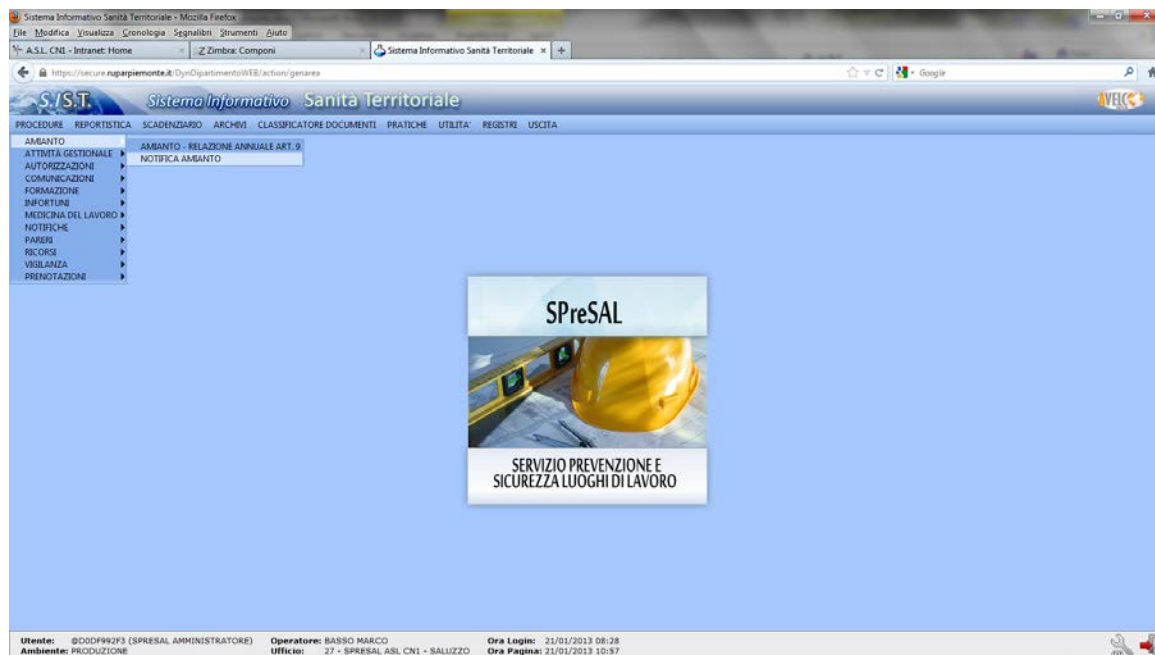 Sistema Informativo Sanità Territoriale - Mozilla Firefox
File Modifica Visualizza Cronologia Segnalibri Strumenti Aiuto
A.S.L. CN1 - Intranet: Home × Z Zimbra: Componi × Sistema Informativo Sanità Territoriale × +
https://secure.ruparpiemonte.it/DynDipartimentoWEB/action/genarea Google
S.I.S.T. Sistema Informativo Sanità Territoriale
PROCEDURE REPORTISTICA SCADENZIARIO ARCHIVI CLASSIFICATORE DOCUMENTI PRATICHE UTILITA' REGISTRI USCITA
AMIANTO
ATTIVITÀ GESTIONALE
AUTORIZZAZIONI
COMUNICAZIONI
FORMAZIONE
INFORTUNI
MEDICINA DEL LAVORO
NOTIFICHE
PARERI
RICORSI
VIGILANZA
PRENOTAZIONI
AMIANTO - RELAZIONE ANNUALE ART. 9
NOTIFICA AMIANTO
SPreSAL
SERVIZIO PREVENZIONE E
SICUREZZA LUOGHI DI LAVORO
Utente: @D0DF992F3 (SPRESAL AMMINISTRATORE) Operatore: BASSO MARCO Ora Login: 21/01/2013 08:28
Ambiente: PRODUZIONE Ufficio: 27 - SPRESAL ASL CN1 - SALUZZO Ora Pagina: 21/01/2013 10:57